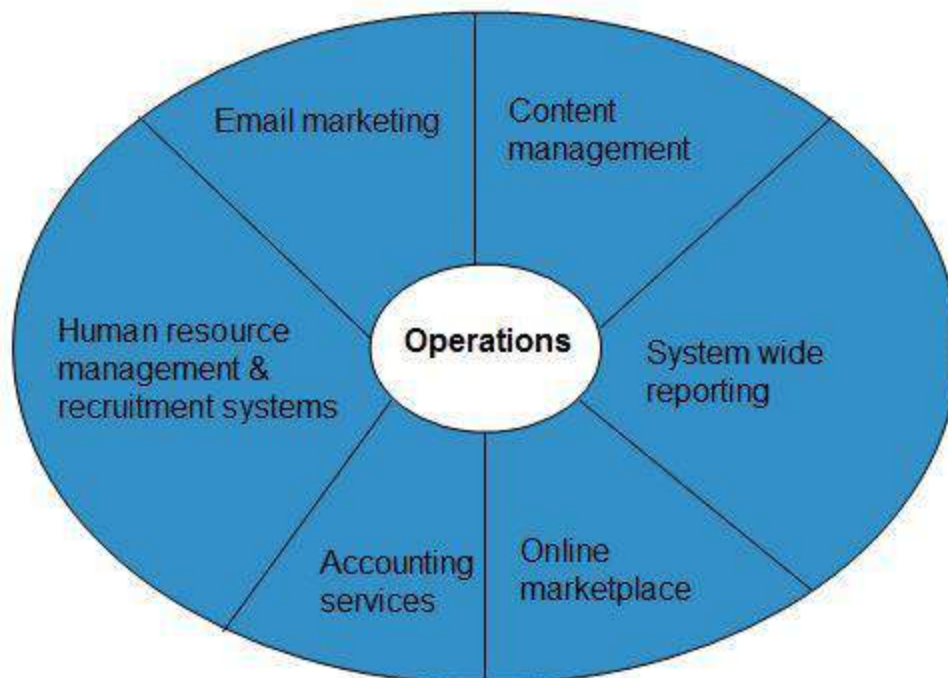 Email marketing
Content
management
Human resource
management &
recruitment systems
Operations
System wide
reporting
Accounting
services
Online
marketplace